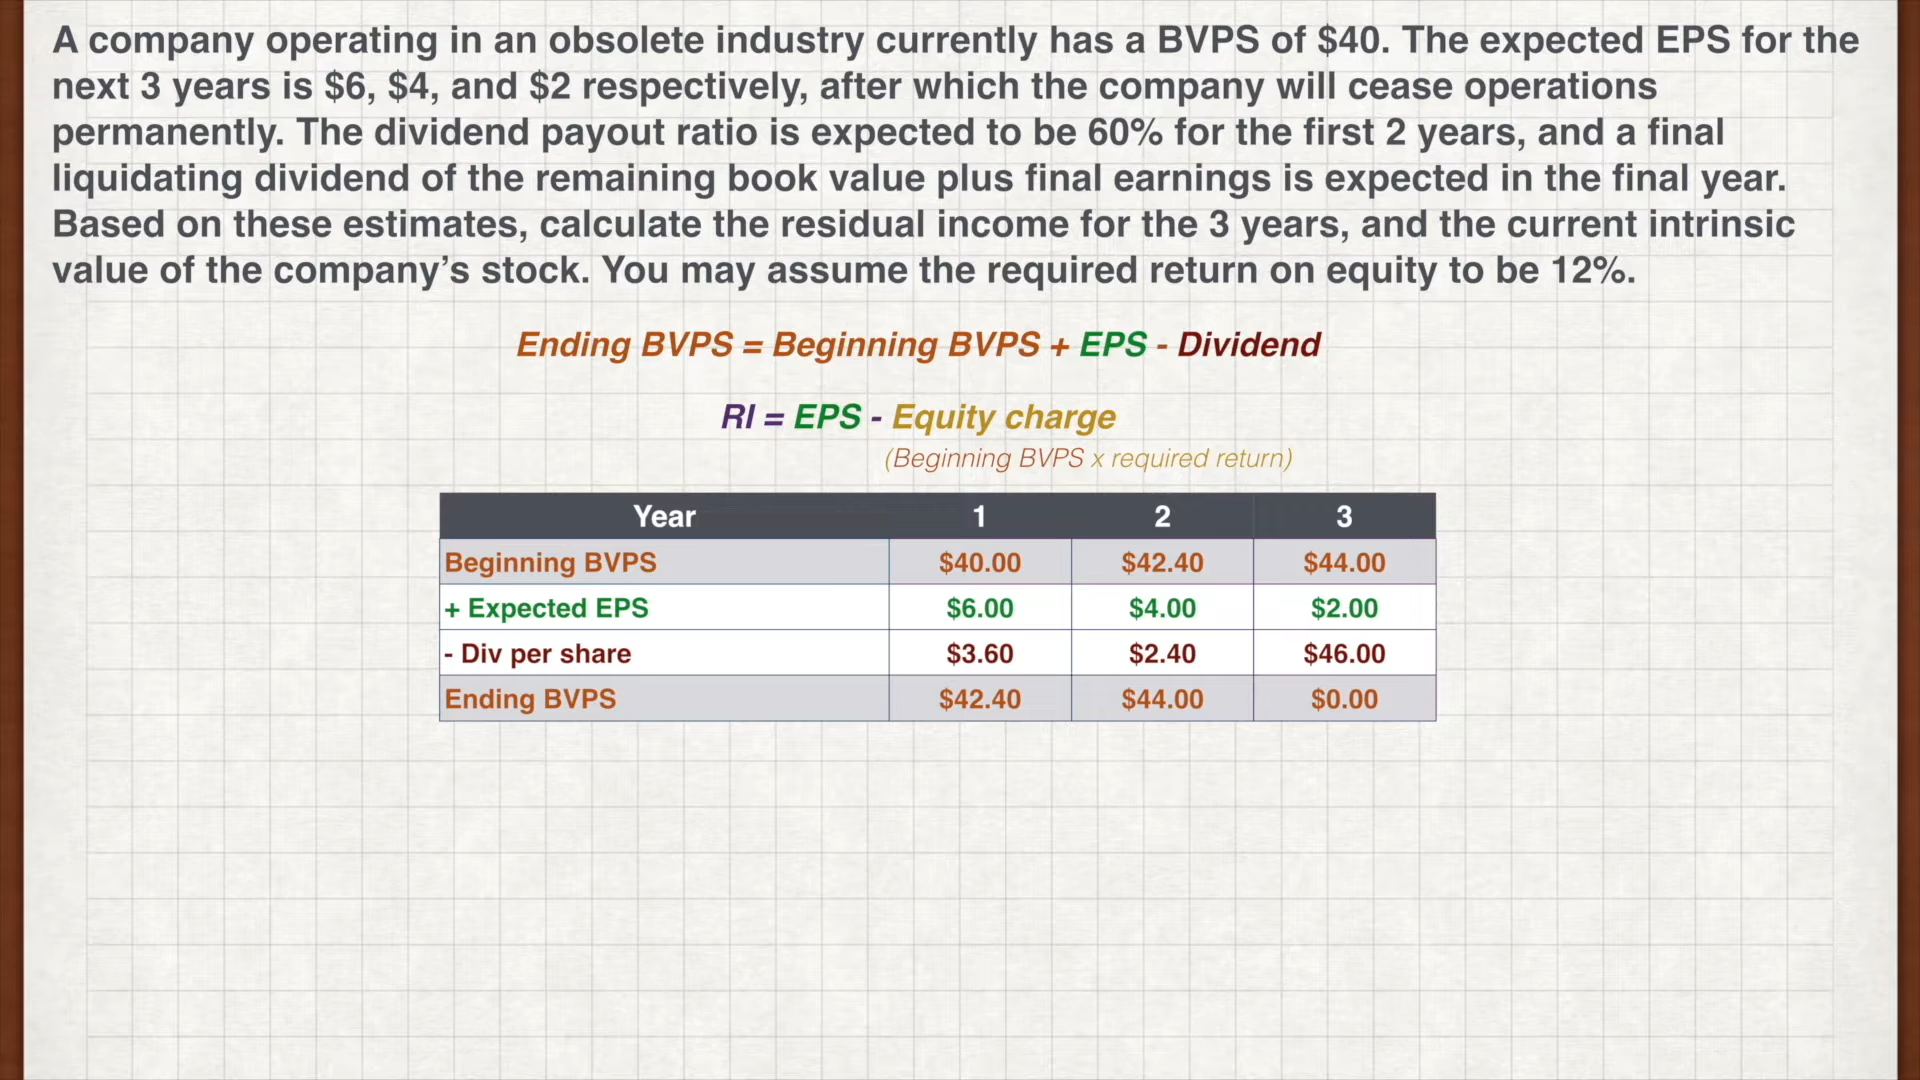 A company operating in an obsolete industry currently has a BVPS of $40. The expected EPS for the
next 3 years is $6, $4, and $2 respectively, after which the company will cease operations
permanently. The dividend payout ratio is expected to be 60% for the first 2 years, and a final
liquidating dividend of the remaining book value plus final earnings is expected in the final year.
Based on these estimates, calculate the residual income for the 3 years, and the current intrinsic
value of the company’s stock. You may assume the required return on equity to be 12%.
Ending BVPS = Beginning BVPS + EPS - Dividend
RI = EPS - Equity charge
(Beginning BVPS x required return)
Year 1 2 3
Beginning BVPS $40.00 $42.40 $44.00
+ Expected EPS $6.00 $4.00 $2.00
- Div per share $3.60 $2.40 $46.00
Ending BVPS $42.40 $44.00 $0.00